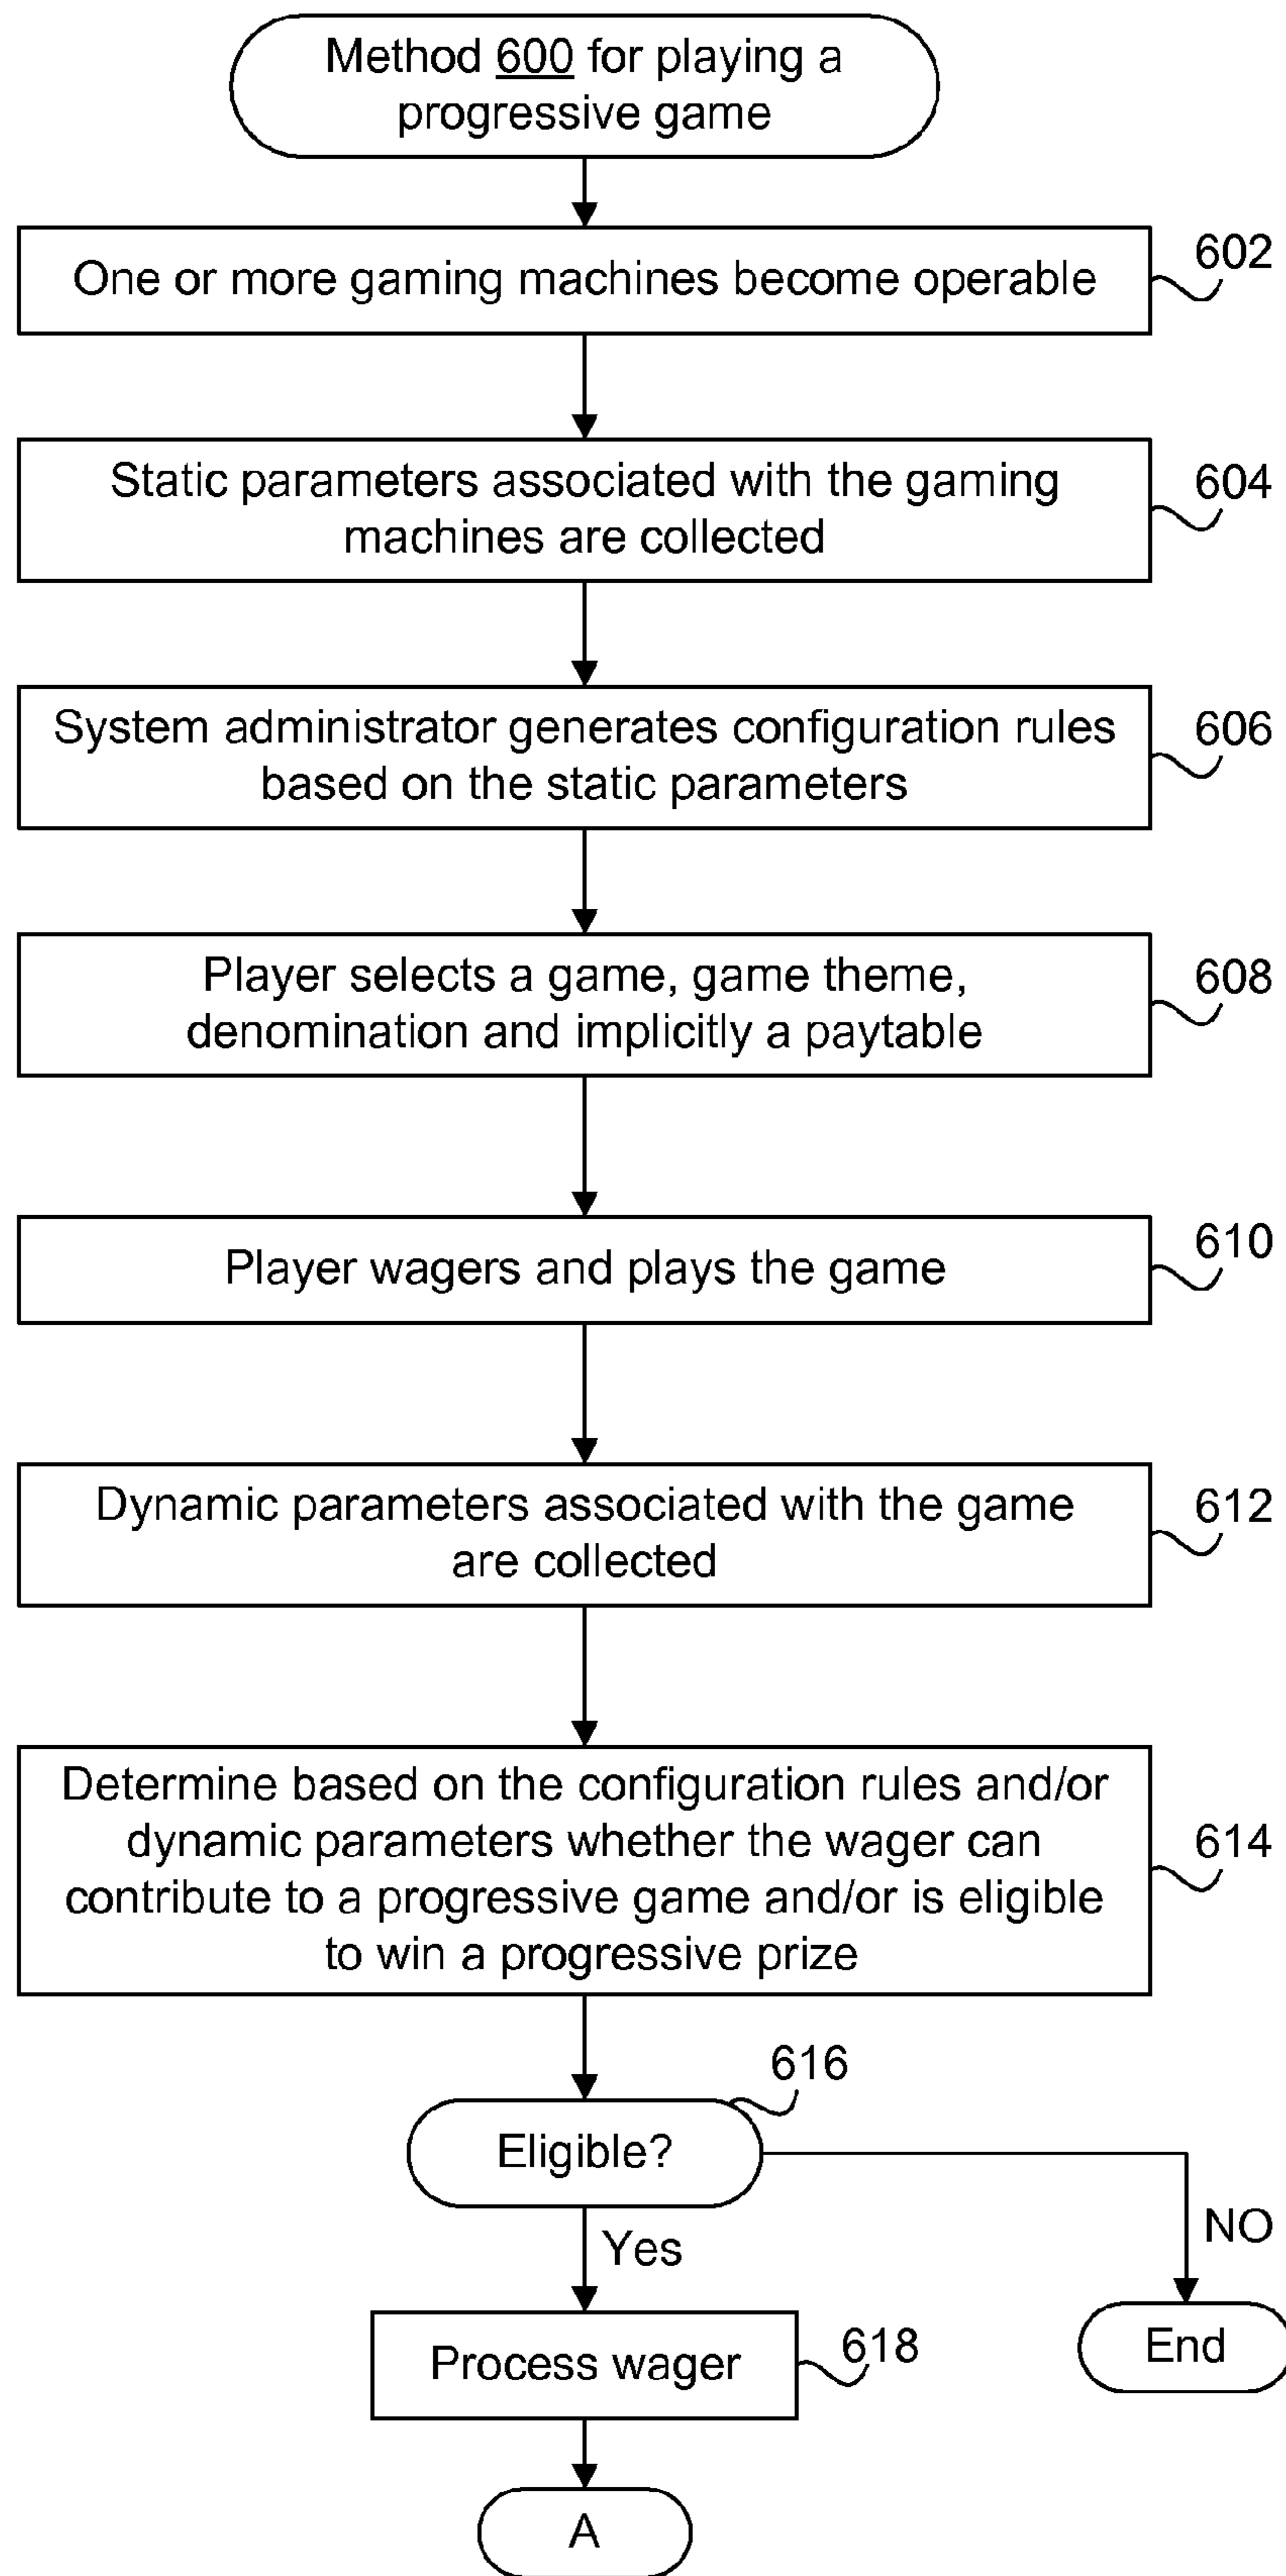 Method 600 for playing a
progressive game
One or more gaming machines become operable
602
Static parameters associated with the gaming
machines are collected
604
System administrator generates configuration rules
based on the static parameters
606
Player selects a game, game theme,
denomination and implicitly a paytable
608
Player wagers and plays the game
610
Dynamic parameters associated with the game
are collected
612
Determine based on the configuration rules and/or
dynamic parameters whether the wager can
contribute to a progressive game and/or is eligible
to win a progressive prize
614
616
Eligible?
Yes
NO
Process wager
618
End
A